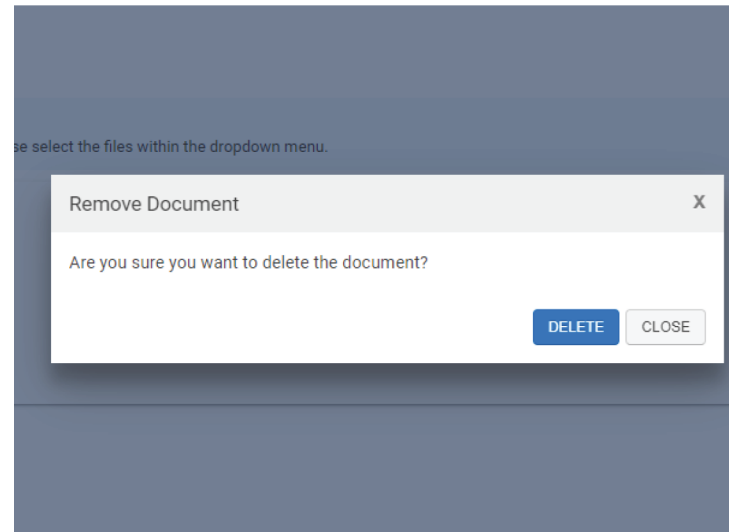 select the files within the dropdown menu.
Remove Document X
Are you sure you want to delete the document?
DELETE CLOSE